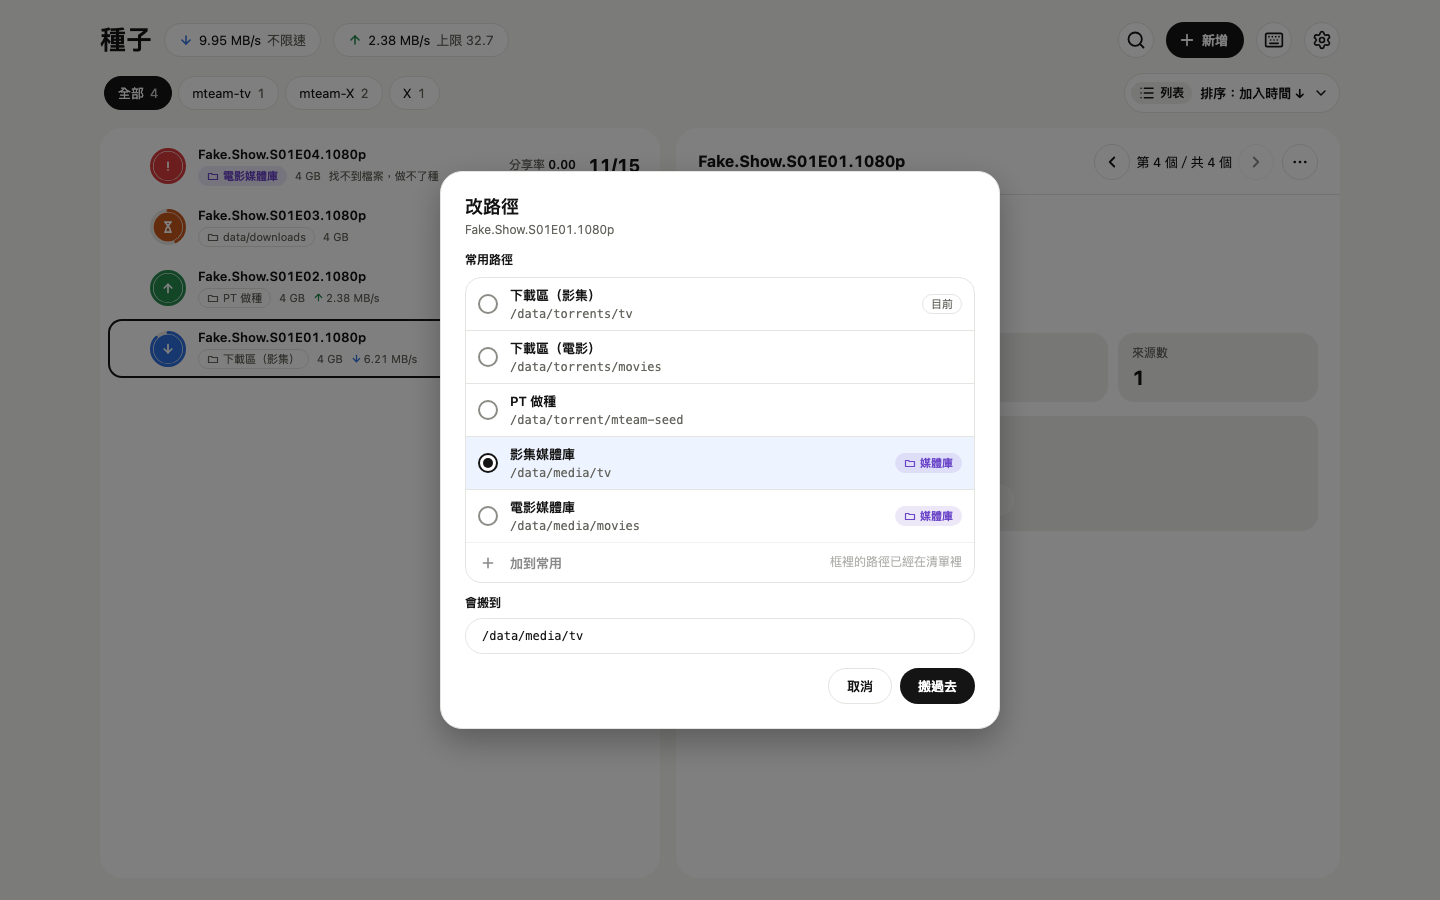 種子
9.95 MB/s 不限速
2.38 MB/s 上限 32.7
新增
全部 4
mteam-tv 1
mteam-X 2
X 1
列表
排序：加入時間
Fake.Show.S01E04.1080p
電影媒體庫 4 GB 找不到檔案，做不了種
分享率 0.00 11/15
Fake.Show.S01E03.1080p
data/downloads 4 GB
Fake.Show.S01E02.1080p
PT 做種 4 GB 2.38 MB/s
Fake.Show.S01E01.1080p
下載區（影集） 4 GB 6.21 MB/s
Fake.Show.S01E01.1080p
第 4 個 / 共 4 個
來源數
1
改路徑
Fake.Show.S01E01.1080p
常用路徑
下載區（影集）
/data/torrents/tv
目前
下載區（電影）
/data/torrents/movies
PT 做種
/data/torrent/mteam-seed
影集媒體庫
/data/media/tv
媒體庫
電影媒體庫
/data/media/movies
媒體庫
加到常用
框裡的路徑已經在清單裡
會搬到
/data/media/tv
取消
搬過去